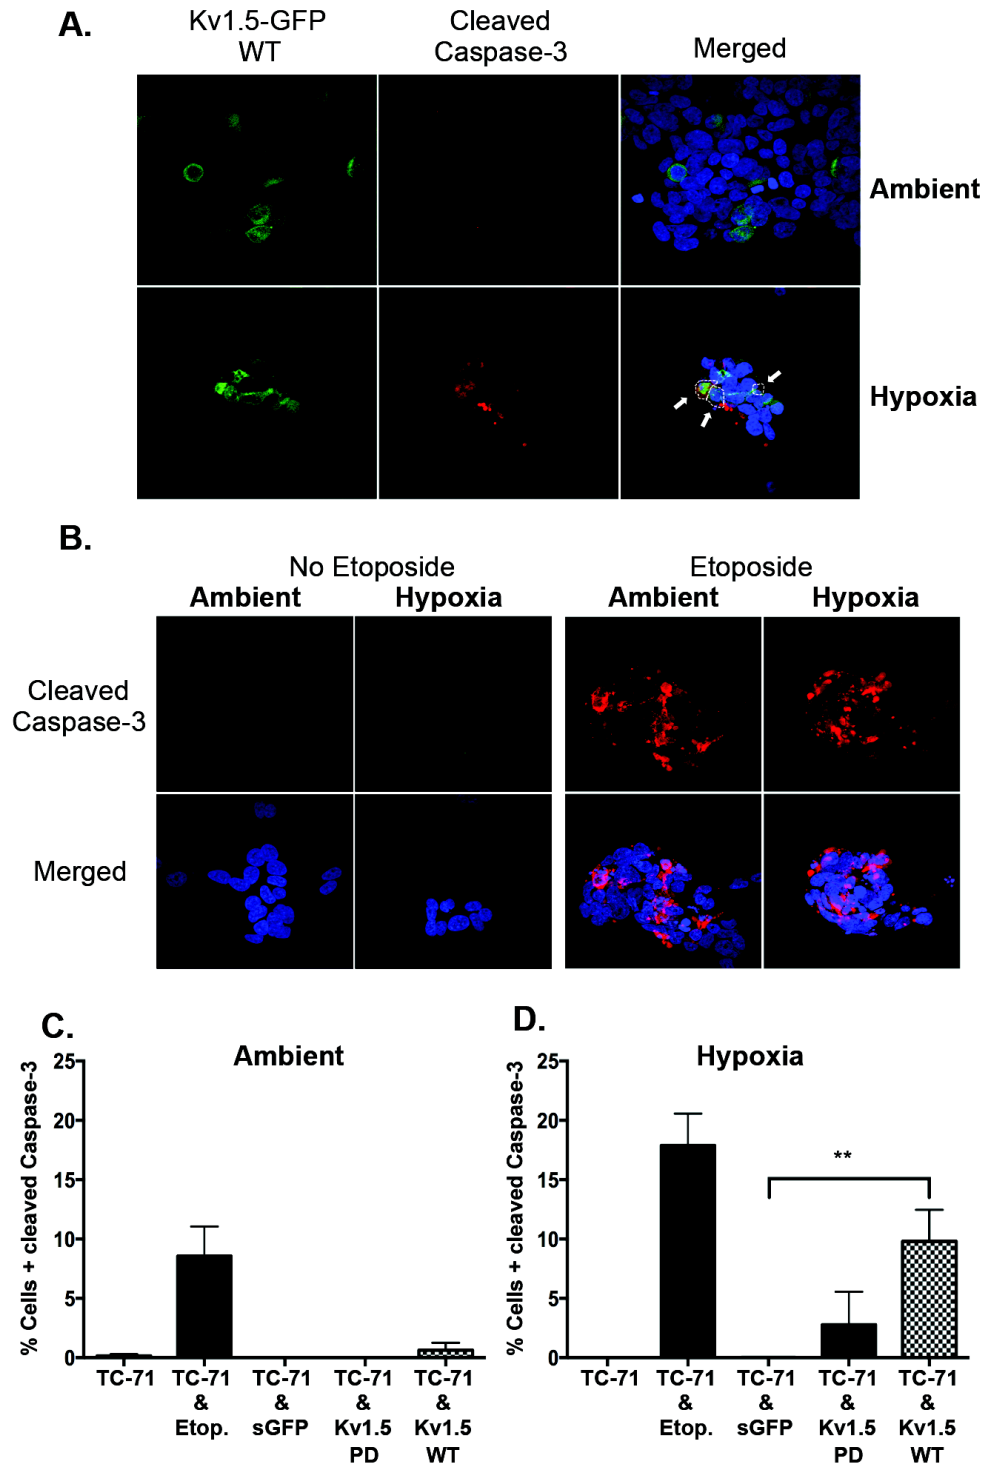 A.
Kv1.5-GFP
WT
Cleaved
Caspase-3
Merged
Ambient
Hypoxia
B.
No Etoposide
Etoposide
Ambient
Hypoxia
Ambient
Hypoxia
Cleaved
Caspase-3
Merged
C.
Ambient
% Cells + cleaved Caspase-3
25
20
15
10
5
0
TC-71
TC-71
&
Etop.
TC-71
&
sGFP
TC-71
&
Kv1.5
PD
TC-71
&
Kv1.5
WT
D.
Hypoxia
% Cells + cleaved Caspase-3
25
20
15
10
5
0
**
TC-71
TC-71
&
Etop.
TC-71
&
sGFP
TC-71
&
Kv1.5
PD
TC-71
&
Kv1.5
WT